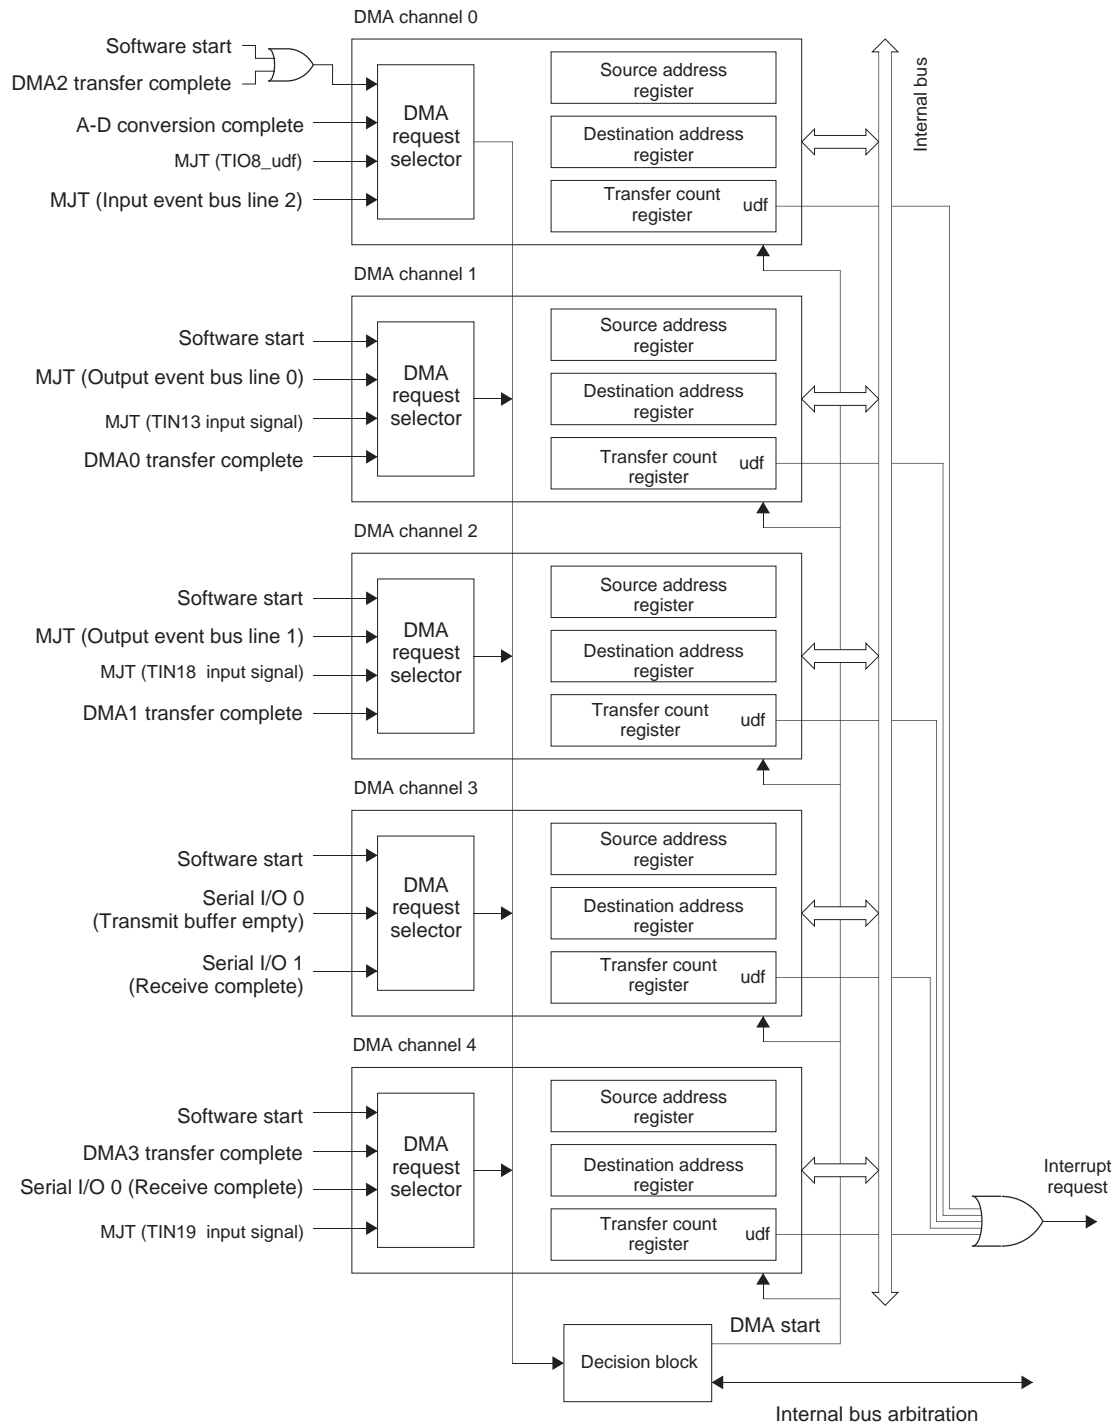 DMA channel 0
Software start
DMA2 transfer complete
A-D conversion complete
MJT (TIO8_udf)
MJT (Input event bus line 2)
DMA
request
selector
Source address
register
Destination address
register
Transfer count
register
udf
Internal bus
DMA channel 1
Software start
MJT (Output event bus line 0)
MJT (TIN13 input signal)
DMA0 transfer complete
DMA
request
selector
Source address
register
Destination address
register
Transfer count
register
udf
DMA channel 2
Software start
MJT (Output event bus line 1)
MJT (TIN18 input signal)
DMA1 transfer complete
DMA
request
selector
Source address
register
Destination address
register
Transfer count
register
udf
DMA channel 3
Software start
Serial I/O 0
(Transmit buffer empty)
Serial I/O 1
(Receive complete)
DMA
request
selector
Source address
register
Destination address
register
Transfer count
register
udf
DMA channel 4
Software start
DMA3 transfer complete
Serial I/O 0 (Receive complete)
MJT (TIN19 input signal)
DMA
request
selector
Source address
register
Destination address
register
Transfer count
register
udf
Interrupt
request
DMA start
Decision block
Internal bus arbitration